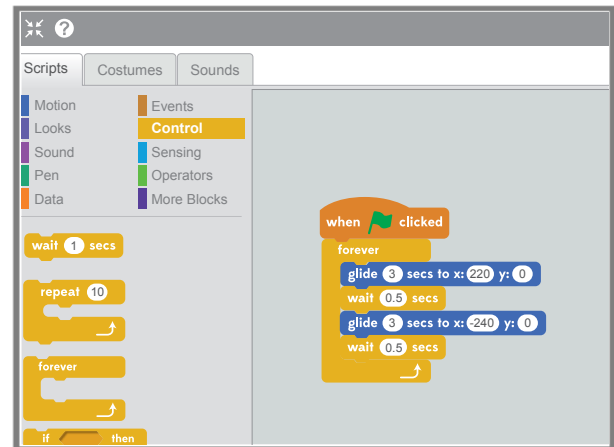 ?
Scripts Costumes Sounds
Motion Events
Looks Control
Sound Sensing
Pen Operators
Data More Blocks
wait 1 secs
repeat 10
forever
if then
when clicked
forever
glide 3 secs to x: 220 y: 0
wait 0.5 secs
glide 3 secs to x: -240 y: 0
wait 0.5 secs